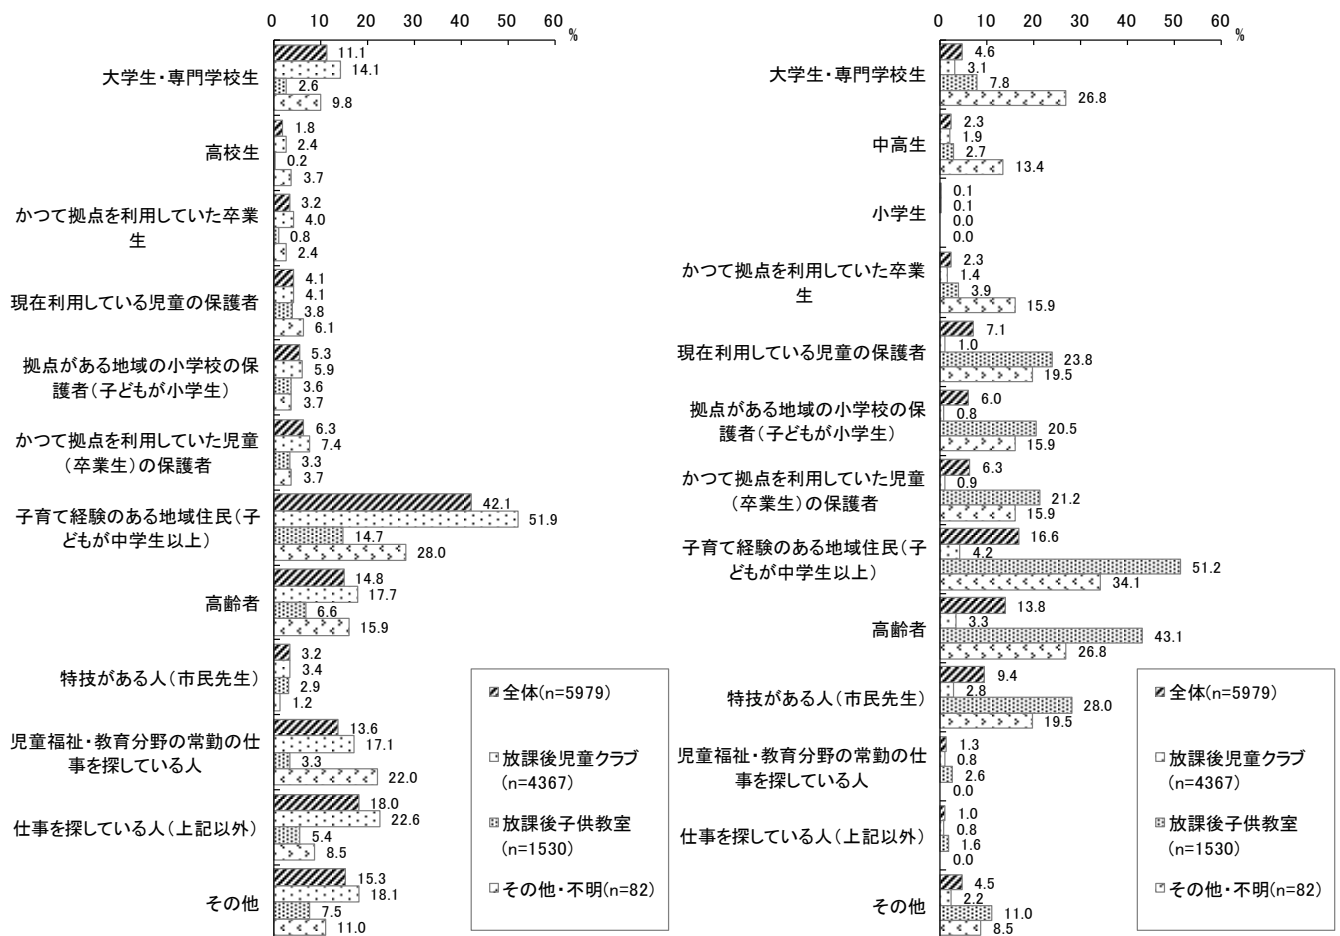 0 10 20 30 40 50 60
%
大学生・専門学校生
11.1
14.1
2.6
9.8
高校生
1.8
2.4
0.2
3.7
かつて拠点を利用していた卒業
生
3.2
4.0
0.8
2.4
現在利用している児童の保護者
4.1
4.1
3.8
6.1
拠点がある地域の小学校の保
護者(子どもが小学生)
5.3
5.9
3.6
3.7
かつて拠点を利用していた児童
(卒業生)の保護者
6.3
7.4
3.3
3.7
子育て経験のある地域住民(子
どもが中学生以上)
42.1
51.9
14.7
28.0
高齢者
14.8
17.7
6.6
15.9
特技がある人(市民先生)
3.2
3.4
2.9
1.2
児童福祉・教育分野の常勤の仕
事を探している人
13.6
17.1
3.3
22.0
仕事を探している人(上記以外)
18.0
22.6
5.4
8.5
その他
15.3
18.1
7.5
11.0
全体(n=5979)
放課後児童クラブ
(n=4367)
放課後子供教室
(n=1530)
その他・不明(n=82)
0 10 20 30 40 50 60
%
大学生・専門学校生
4.6
3.1
7.8
26.8
中高生
2.3
1.9
2.7
13.4
小学生
0.1
0.1
0.0
0.0
かつて拠点を利用していた卒業
生
2.3
1.4
3.9
15.9
現在利用している児童の保護者
7.1
1.0
23.8
19.5
拠点がある地域の小学校の保
護者(子どもが小学生)
6.0
0.8
20.5
15.9
かつて拠点を利用していた児童
(卒業生)の保護者
6.3
0.9
21.2
15.9
子育て経験のある地域住民(子
どもが中学生以上)
16.6
4.2
51.2
34.1
高齢者
13.8
3.3
43.1
26.8
特技がある人(市民先生)
9.4
2.8
28.0
19.5
児童福祉・教育分野の常勤の仕
事を探している人
1.3
0.8
2.6
0.0
仕事を探している人(上記以外)
1.0
0.8
1.6
0.0
その他
4.5
2.2
11.0
8.5
全体(n=5979)
放課後児童クラブ
(n=4367)
放課後子供教室
(n=1530)
その他・不明(n=82)